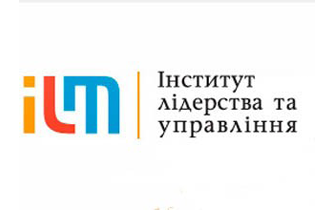 ilm
Інститут
лідерства та
управління